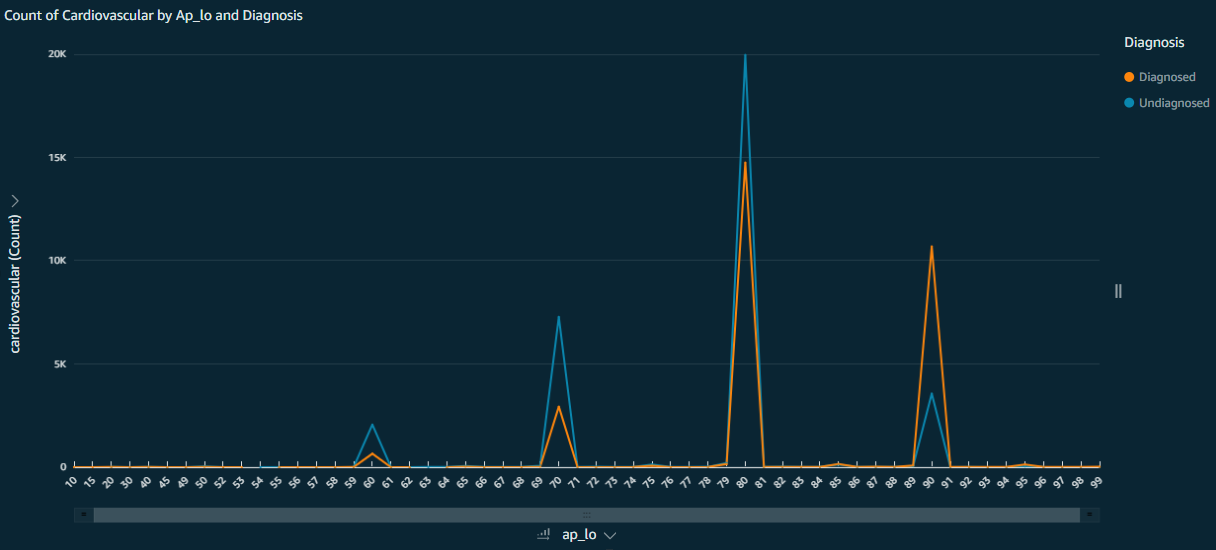 Count of Cardiovascular by Ap_lo and Diagnosis
Diagnosis
Diagnosed
Undiagnosed
cardiovascular (Count)
20K
15K
10K
5K
0
10 15 20 30 40 45 49 50 52 53 54 55 57 58 59 60 61 62 63 64 65 66 67 68 69 70 71 72 73 74 75 76 77 78 79 80 81 82 83 84 85 86 87 88 89 90 91 92 93 94 95 96 97 98 99
ap_lo